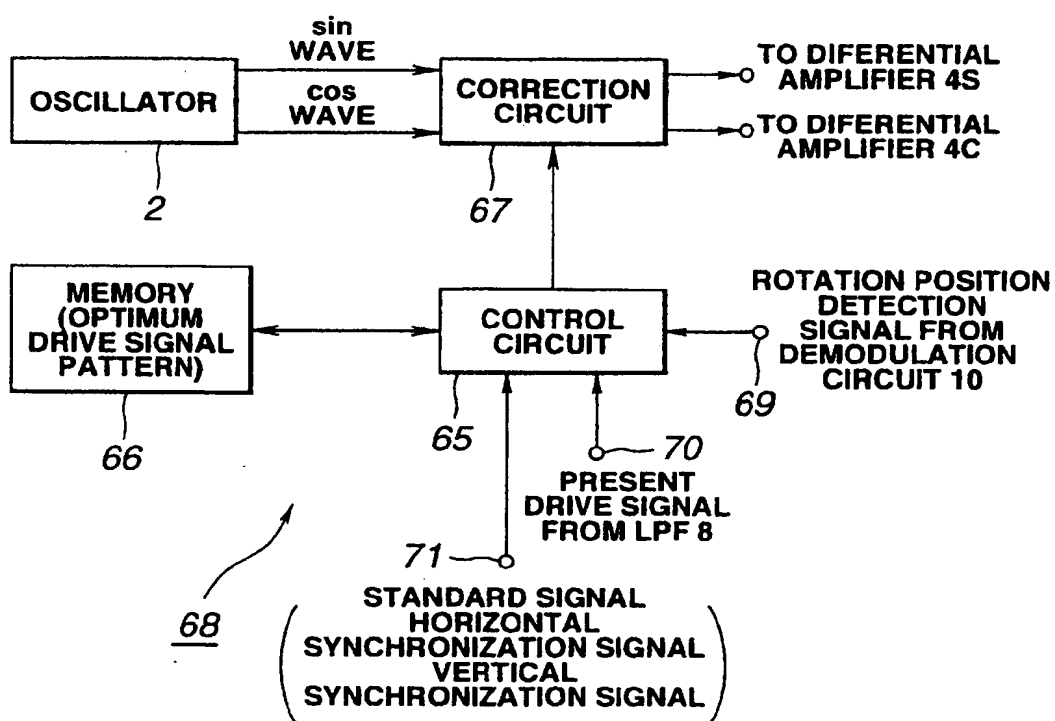 sin
WAVE
cos
WAVE
OSCILLATOR
2
CORRECTION
CIRCUIT
67
TO DIFERENTIAL
AMPLIFIER 4S
TO DIFERENTIAL
AMPLIFIER 4C
MEMORY
(OPTIMUM
DRIVE SIGNAL
PATTERN)
66
CONTROL
CIRCUIT
65
ROTATION POSITION
DETECTION
SIGNAL FROM
DEMODULATION
CIRCUIT 10
69
70
PRESENT
DRIVE SIGNAL
FROM LPF 8
71
STANDARD SIGNAL
HORIZONTAL
SYNCHRONIZATION SIGNAL
VERTICAL
SYNCHRONIZATION SIGNAL
68